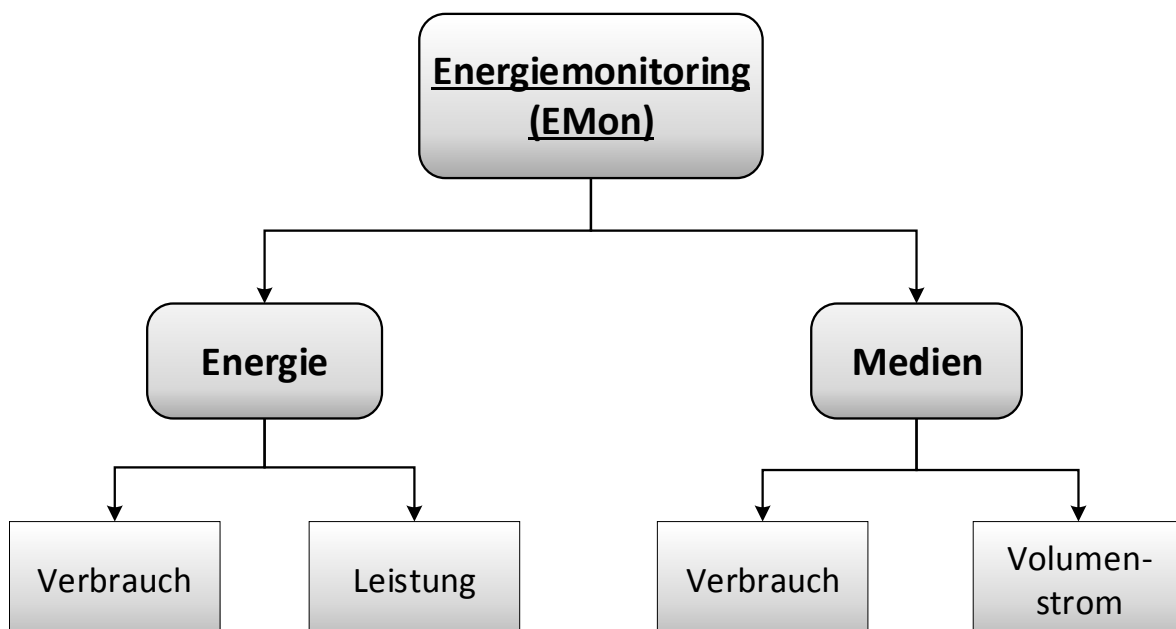 Energiemonitoring
(EMon)
Energie
Medien
Verbrauch
Leistung
Verbrauch
Volumen-
strom